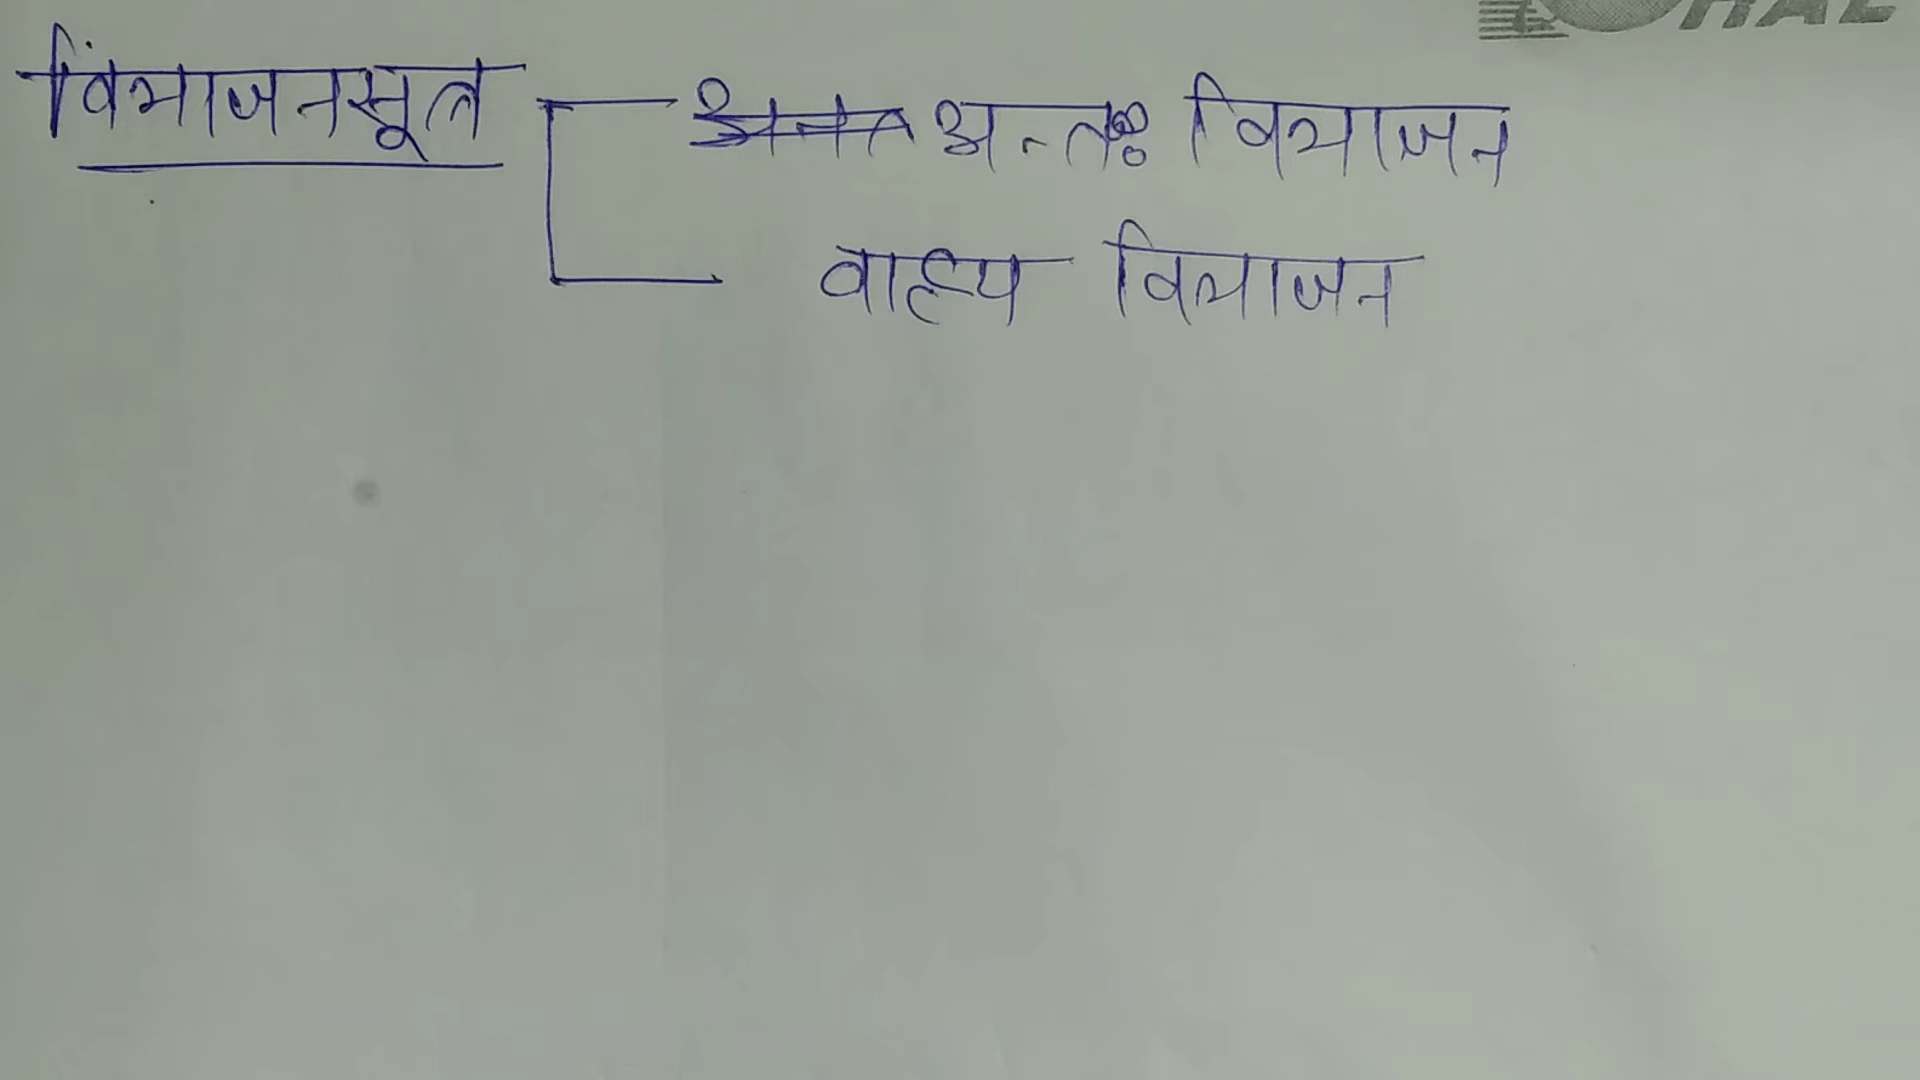 विभाजनसूत्र
अन्तः विभाजन
वाह्य विभाजन